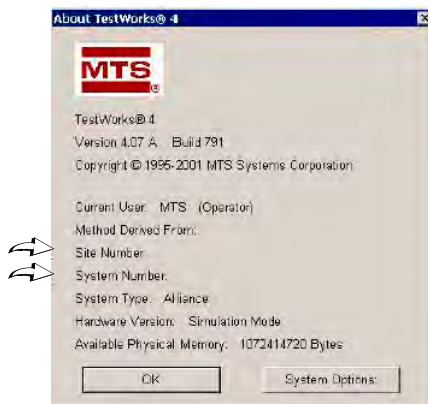 About TestWorks® 4
MTS®
TestWorks® 4
Version 4.07 A Build 791
Copyright © 1995-2001 MTS Systems Corporation
Current User: MTS (Operator)
Method Derived From:
Site Number
System Number:
System Type: Alliance
Hardware Version: Simulation Mode
Available Physical Memory: 1072414720 Bytes
OK
System Options: